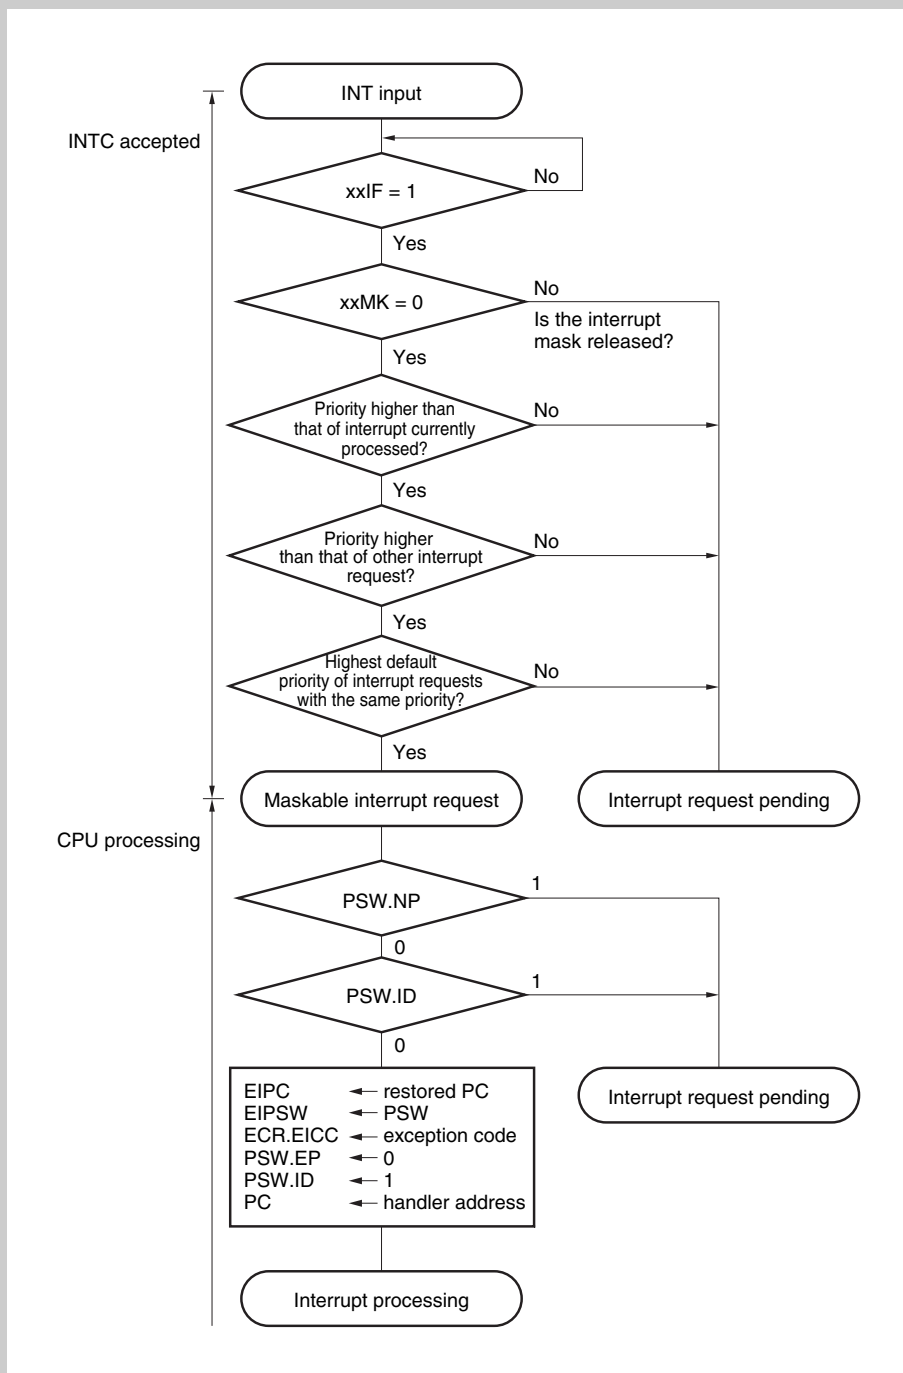 INT input
INTC accepted
xxIF = 1
No
Yes
xxMK = 0
No
Is the interrupt
mask released?
Yes
Priority higher than
that of interrupt currently
processed?
No
Yes
Priority higher
than that of other interrupt
request?
No
Yes
Highest default
priority of interrupt requests
with the same priority?
No
Yes
Maskable interrupt request
Interrupt request pending
CPU processing
PSW.NP
1
0
PSW.ID
1
0
EIPC restored PC
EIPSW PSW
ECR.EICC exception code
PSW.EP 0
PSW.ID 1
PC handler address
Interrupt request pending
Interrupt processing